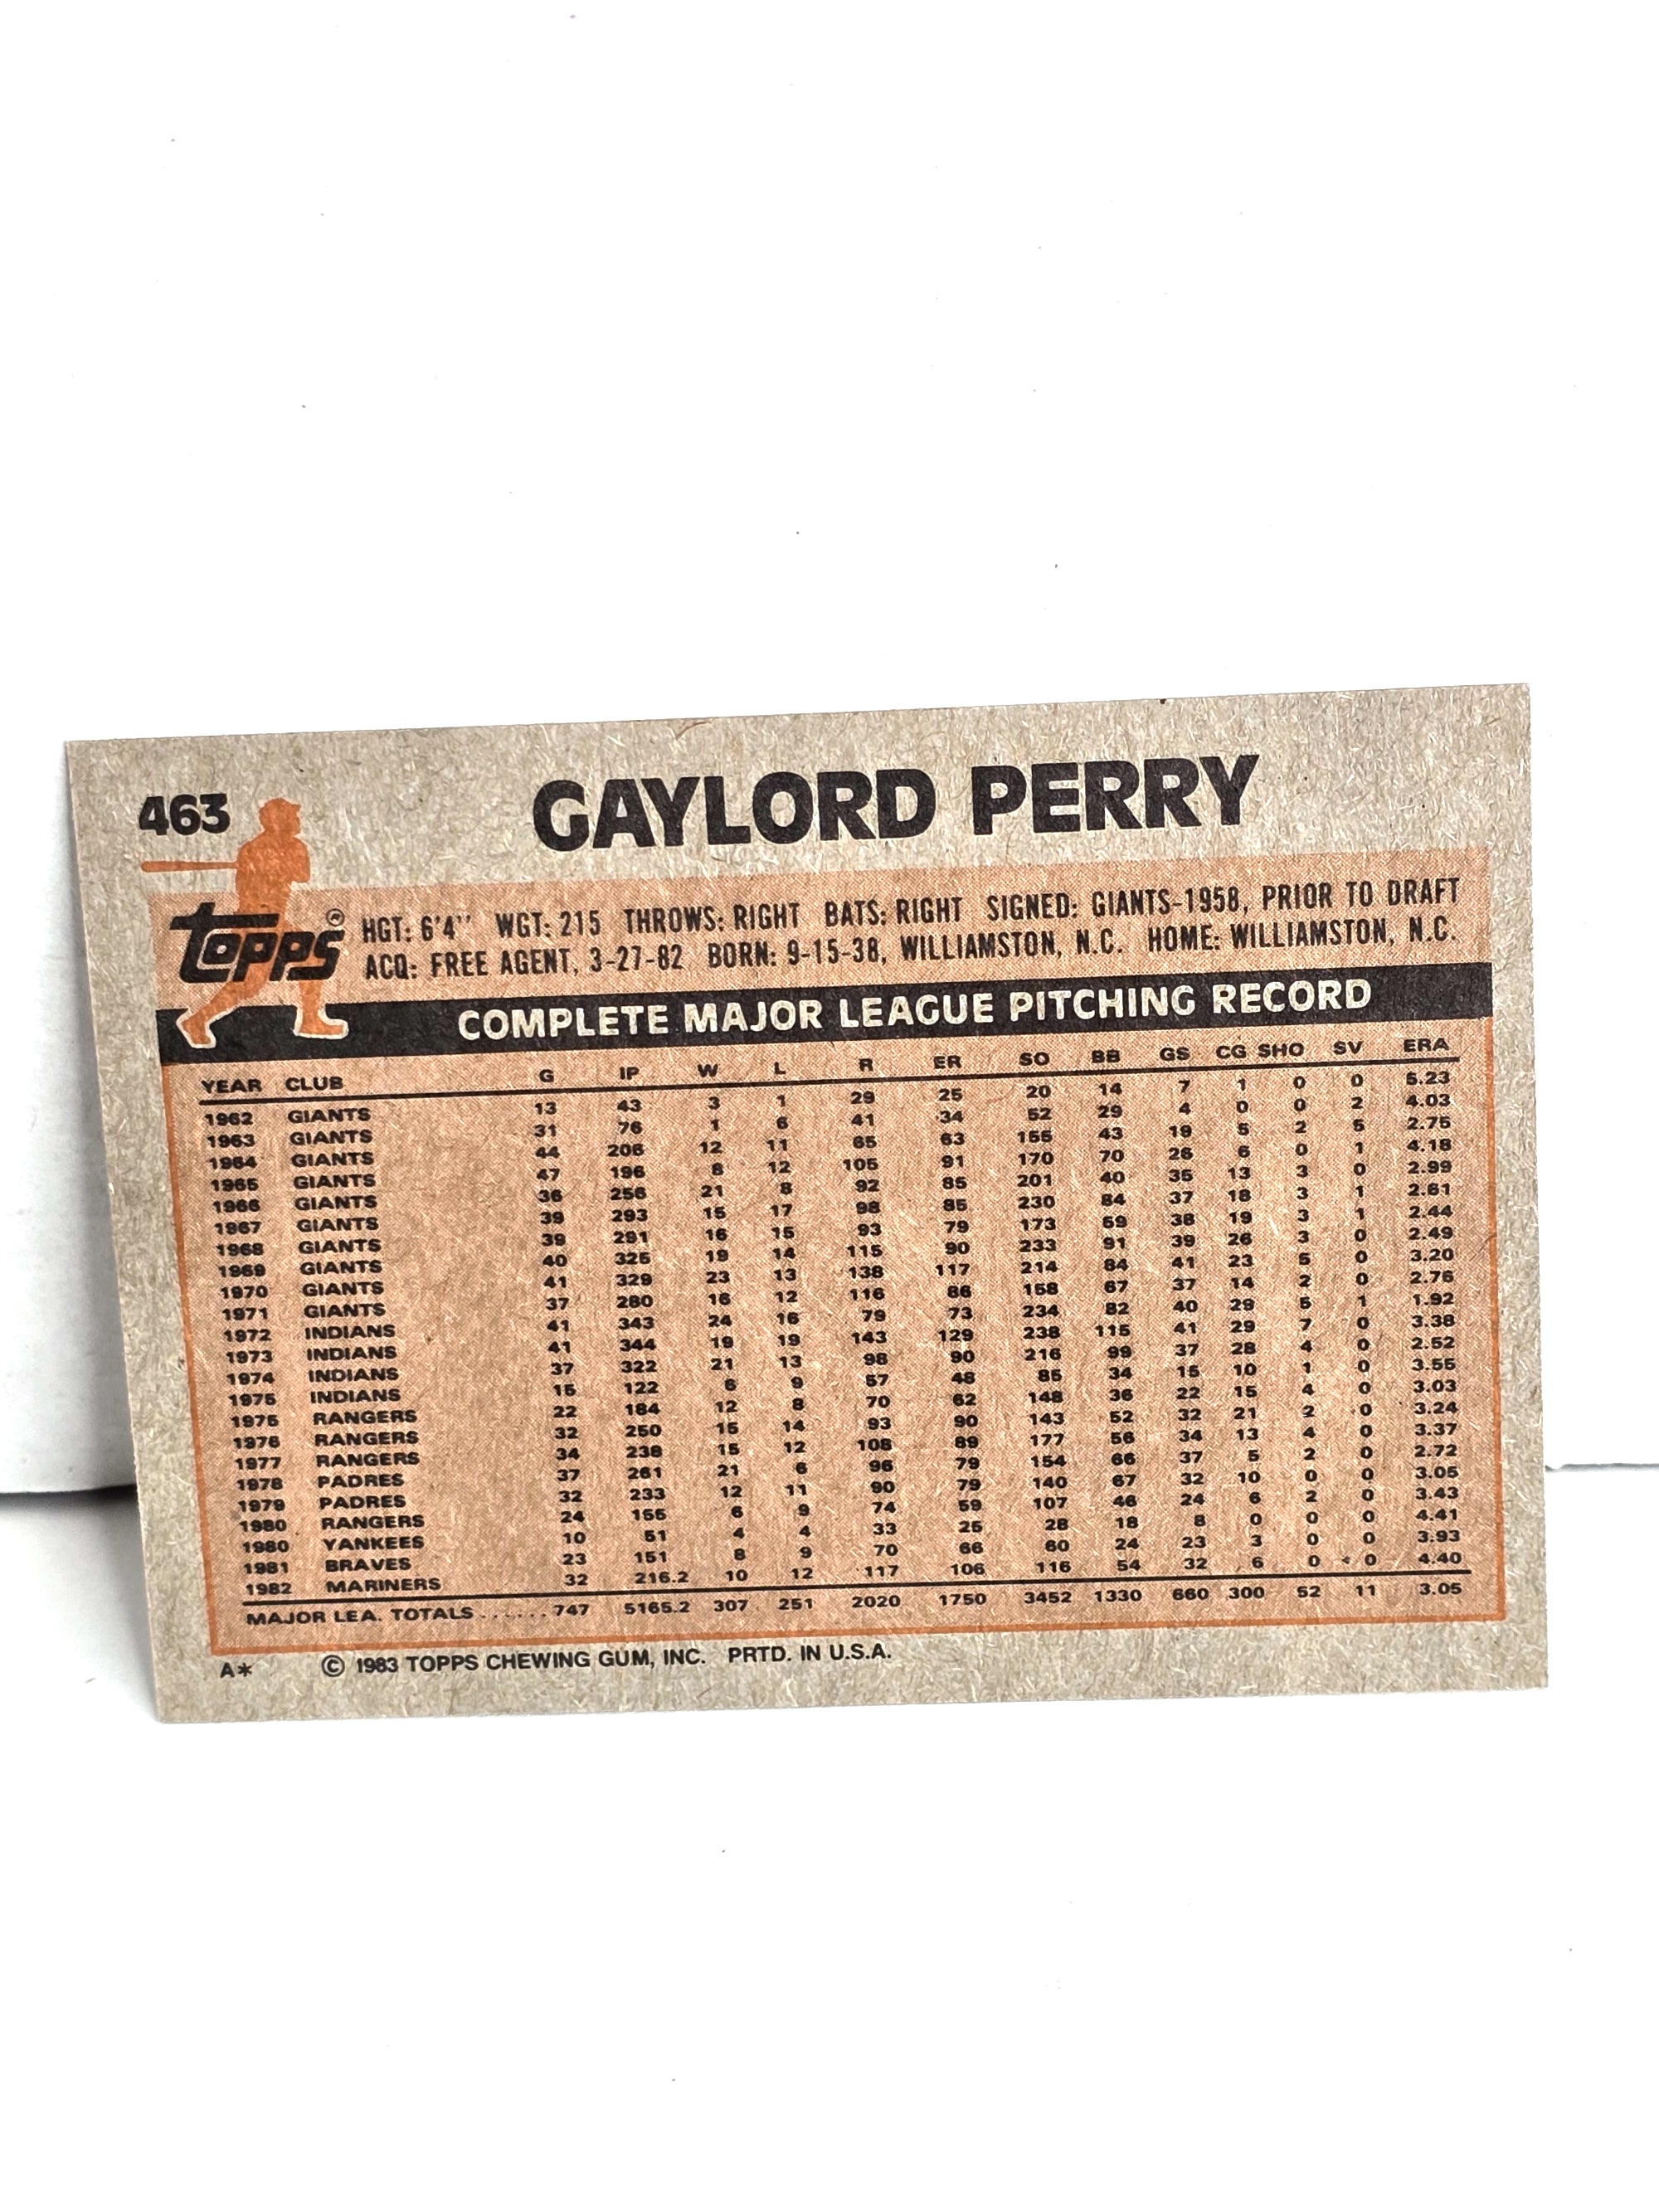 463
GAYLORD PERRY
topps® HGT: 6'4" WGT: 215 THROWS: RIGHT BATS: RIGHT SIGNED: GIANTS-1958, PRIOR TO DRAFT
ACQ: FREE AGENT, 3-27-82 BORN: 9-15-38, WILLIAMSTON, N.C. HOME: WILLIAMSTON, N.C.
COMPLETE MAJOR LEAGUE PITCHING RECORD
YEAR CLUB G IP W L R ER SO BB GS CG SHO SV ERA
1962 GIANTS 13 43 3 1 29 25 20 14 7 1 0 0 5.23
1963 GIANTS 31 76 1 6 41 34 52 29 4 0 0 2 4.03
1964 GIANTS 44 206 12 11 65 63 155 43 19 5 2 5 2.75
1965 GIANTS 47 196 8 12 105 91 170 70 26 6 0 1 4.18
1966 GIANTS 36 256 21 8 92 85 201 40 35 13 3 0 2.99
1967 GIANTS 39 293 15 17 98 85 230 84 37 18 3 1 2.61
1968 GIANTS 39 291 16 15 93 79 173 59 38 19 3 1 2.44
1969 GIANTS 40 325 19 14 115 90 233 91 39 26 3 0 2.49
1970 GIANTS 41 329 23 13 138 117 214 84 41 23 5 0 3.20
1971 GIANTS 37 280 16 12 116 86 158 67 37 14 2 0 2.76
1972 INDIANS 41 343 24 16 79 73 234 82 40 29 5 1 1.92
1973 INDIANS 41 344 19 19 143 129 238 115 41 29 7 0 3.38
1974 INDIANS 37 322 21 13 98 90 216 99 37 28 4 0 2.52
1975 INDIANS 15 122 6 9 57 48 85 34 15 10 1 0 3.55
1975 RANGERS 22 184 12 8 70 62 148 36 22 15 4 0 3.03
1976 RANGERS 32 250 15 14 93 90 143 52 32 21 2 0 3.24
1977 RANGERS 34 238 15 12 108 89 177 56 34 13 4 0 3.37
1978 PADRES 37 261 21 6 96 79 154 66 37 5 2 0 2.72
1979 PADRES 32 233 12 11 90 79 140 67 32 10 0 0 3.05
1980 RANGERS 24 155 6 9 74 59 107 46 24 6 2 0 3.43
1980 YANKEES 10 51 4 4 33 25 28 18 8 0 0 0 4.41
1981 BRAVES 23 151 8 9 70 66 60 24 23 3 0 0 3.93
1982 MARINERS 32 216.2 10 12 117 106 116 54 32 6 0 0 4.40
MAJOR LEA. TOTALS ...... 747 5165.2 307 251 2020 1750 3452 1330 660 300 52 11 3.05
A* © 1983 TOPPS CHEWING GUM, INC. PRTD. IN U.S.A.